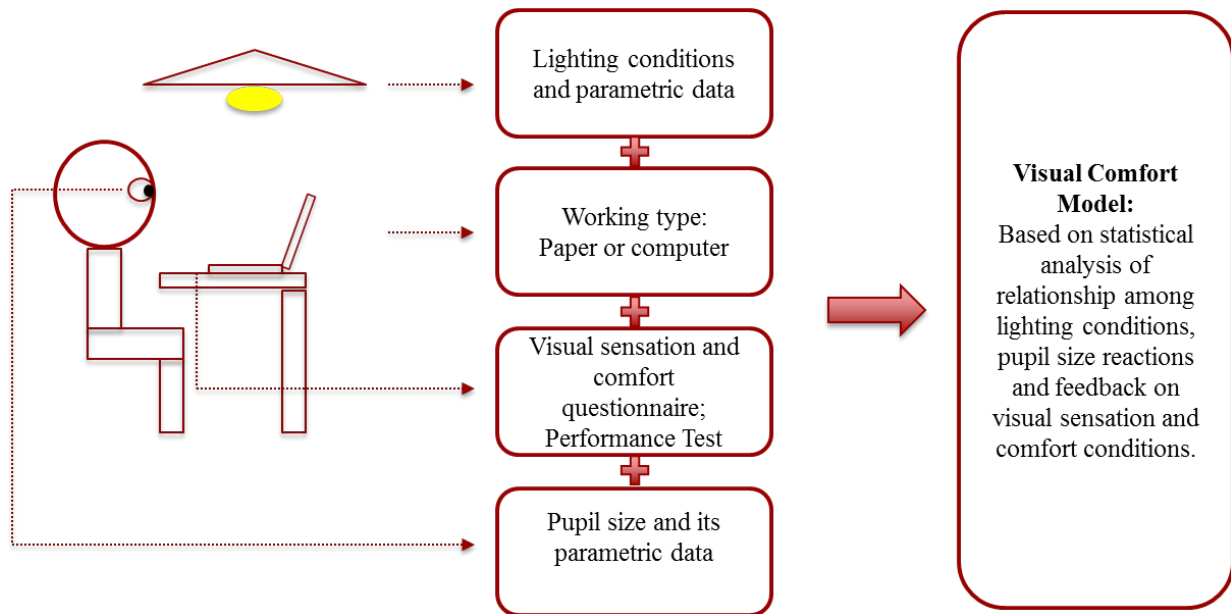 Lighting conditions
and parametric data
Working type:
Paper or computer
Visual sensation and
comfort
questionnaire;
Performance Test
Pupil size and its
parametric data
Visual Comfort
Model:
Based on statistical
analysis of
relationship among
lighting conditions,
pupil size reactions
and feedback on
visual sensation and
comfort conditions.